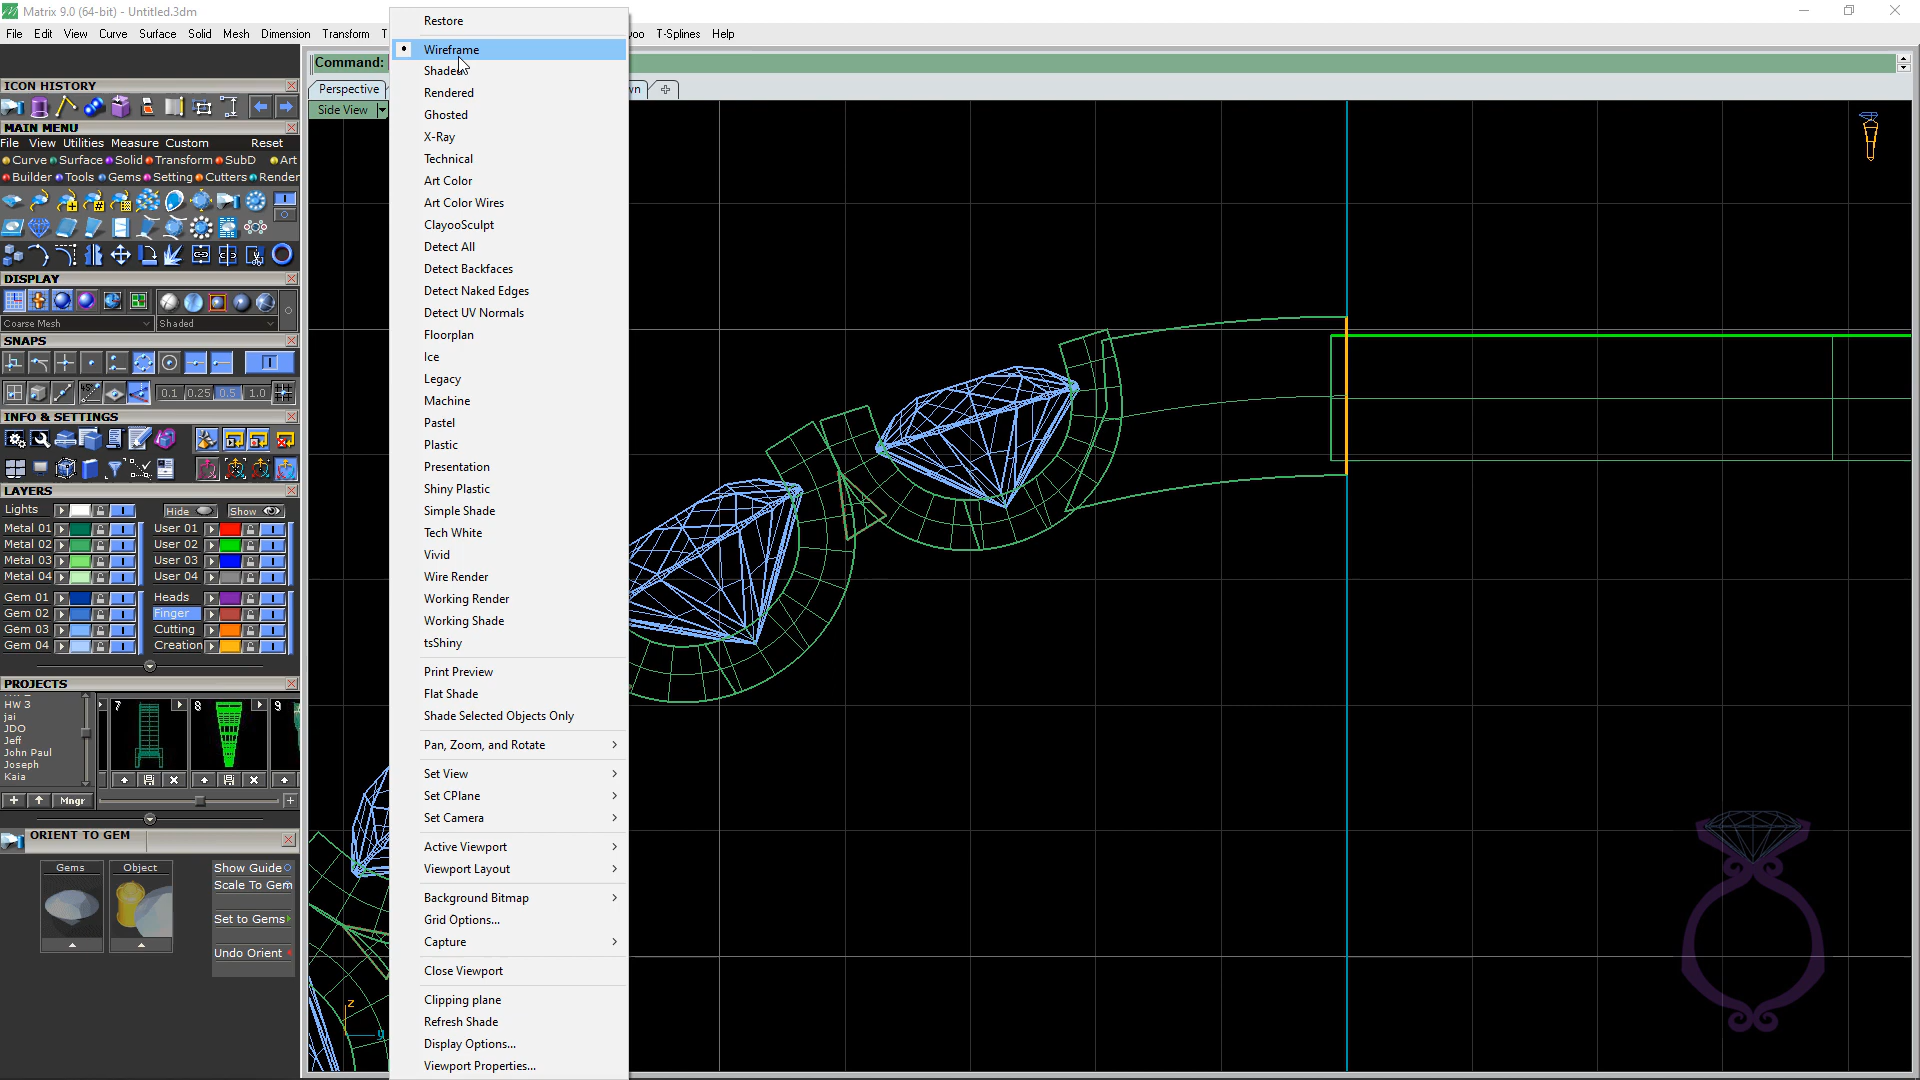 Matrix 9.0 (64-bit) - Untitled.3dm
File Edit View Curve Surface Solid Mesh Dimension Transform T
oo T-Splines Help
Command:
Perspective
wn
Side View
ICON HISTORY
MAIN MENU
File View Utilities Measure Custom Reset
Curve Surface Solid Transform SubD Art
Builder Tools Gems Setting Cutters Render
DISPLAY
Coarse Mesh Shaded
SNAPS
0.1 0.25 0.5 1.0
INFO & SETTINGS
LAYERS
Lights Hide Show
Metal 01 User 01
Metal 02 User 02
Metal 03 User 03
Metal 04 User 04
Gem 01 Heads
Gem 02 Finger
Gem 03 Cutting
Gem 04 Creation
PROJECTS
HW 3
jai
JDO
Jeff
John Paul
Joseph
Kaia
7 8 9
Mngr
ORIENT TO GEM
Gems Object
Show Guide
Scale To Gem
Set to Gems
Undo Orient
Restore
Wireframe
Shaded
Rendered
Ghosted
X-Ray
Technical
Art Color
Art Color Wires
ClayooSculpt
Detect All
Detect Backfaces
Detect Naked Edges
Detect UV Normals
Floorplan
Ice
Legacy
Machine
Pastel
Plastic
Presentation
Shiny Plastic
Simple Shade
Tech White
Vivid
Wire Render
Working Render
Working Shade
tsShiny
Print Preview
Flat Shade
Shade Selected Objects Only
Pan, Zoom, and Rotate
Set View
Set CPlane
Set Camera
Active Viewport
Viewport Layout
Background Bitmap
Grid Options...
Capture
Close Viewport
Clipping plane
Refresh Shade
Display Options...
Viewport Properties...
z
y